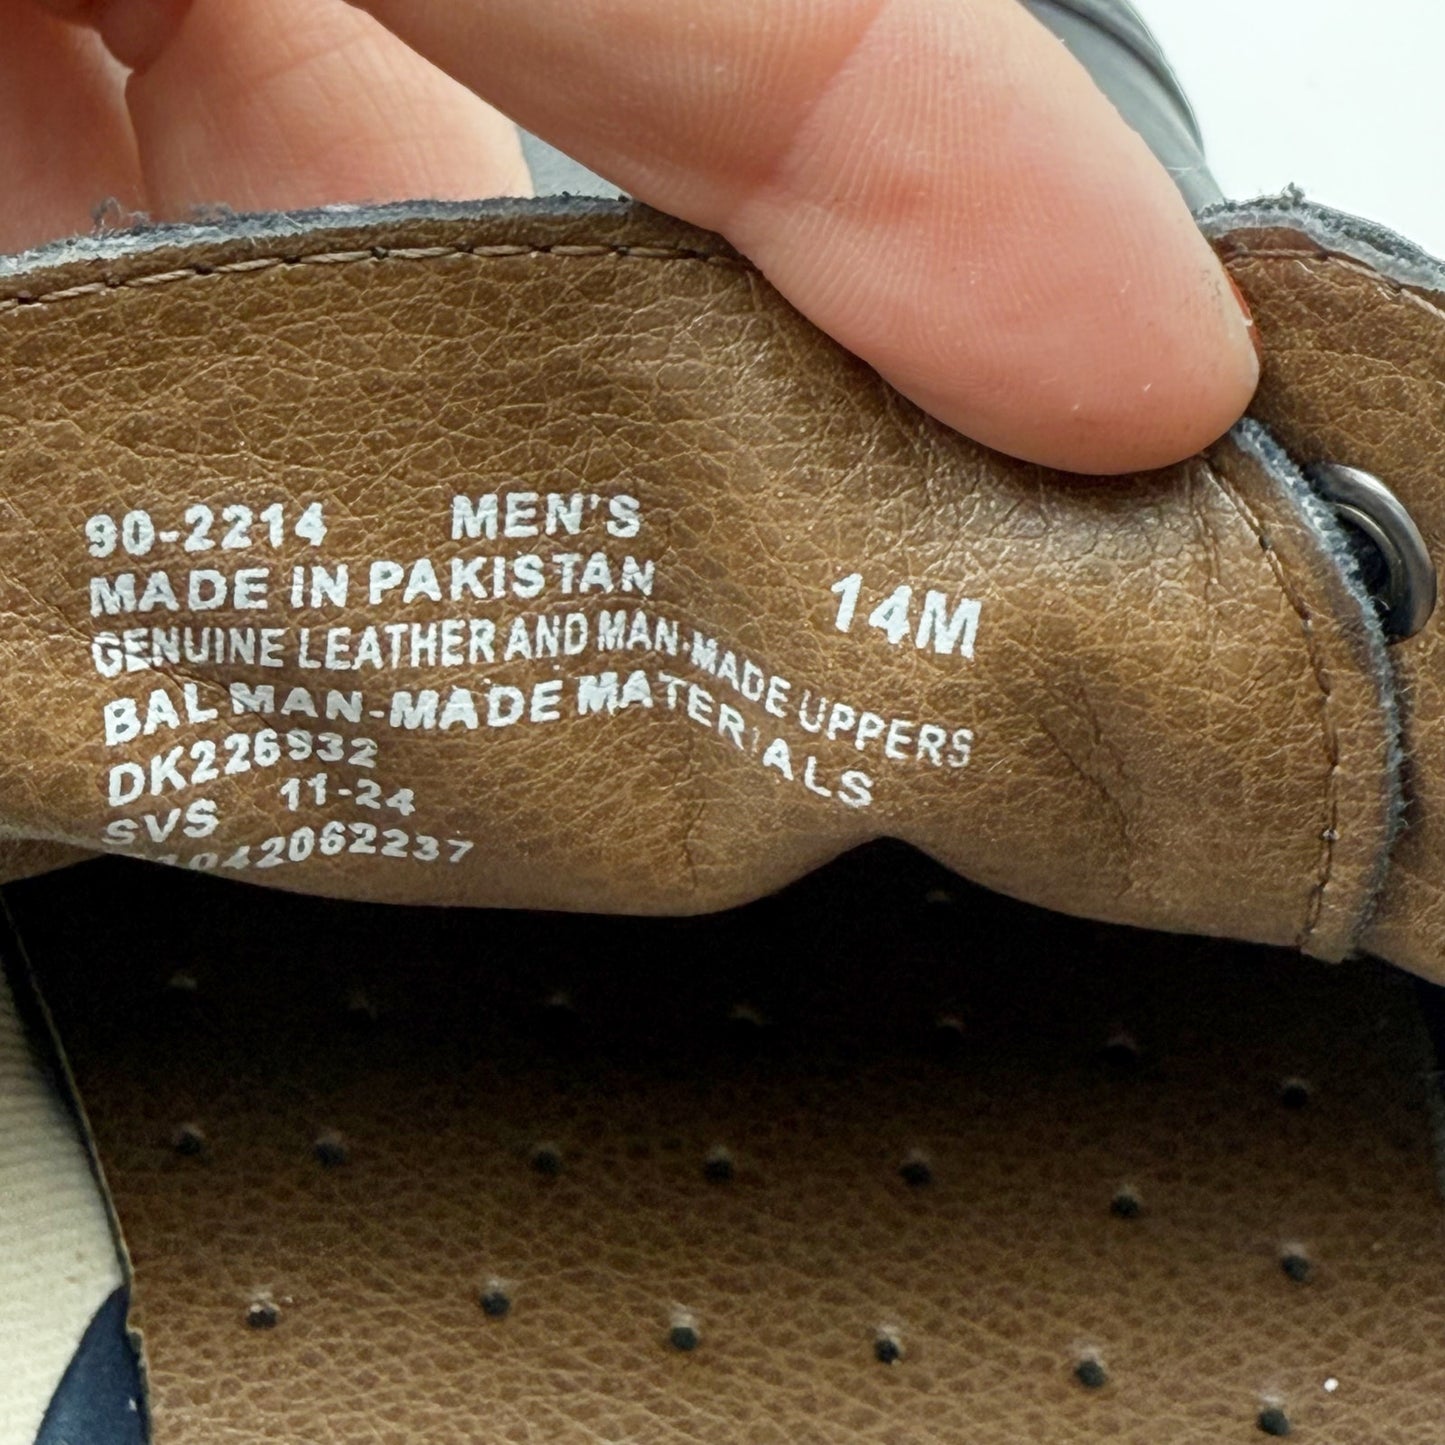 90-2214 MEN'S
MADE IN PAKISTAN
14M
GENUINE LEATHER AND MAN-MADE UPPERS
BAL MAN-MADE MATERIALS
DK226932
SVS 11-24